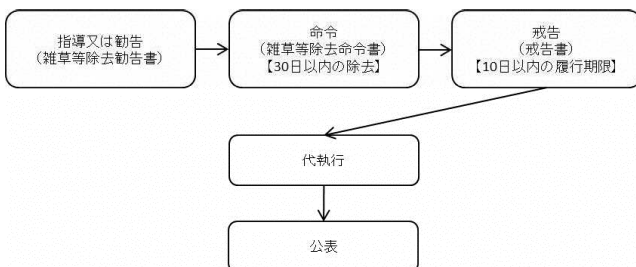 指導又は勧告
(雑草等除去勧告書)
命令
(雑草等除去命令書)
【30日以内の除去】
戒告
(戒告書)
【10日以内の履行期限】
代執行
公表